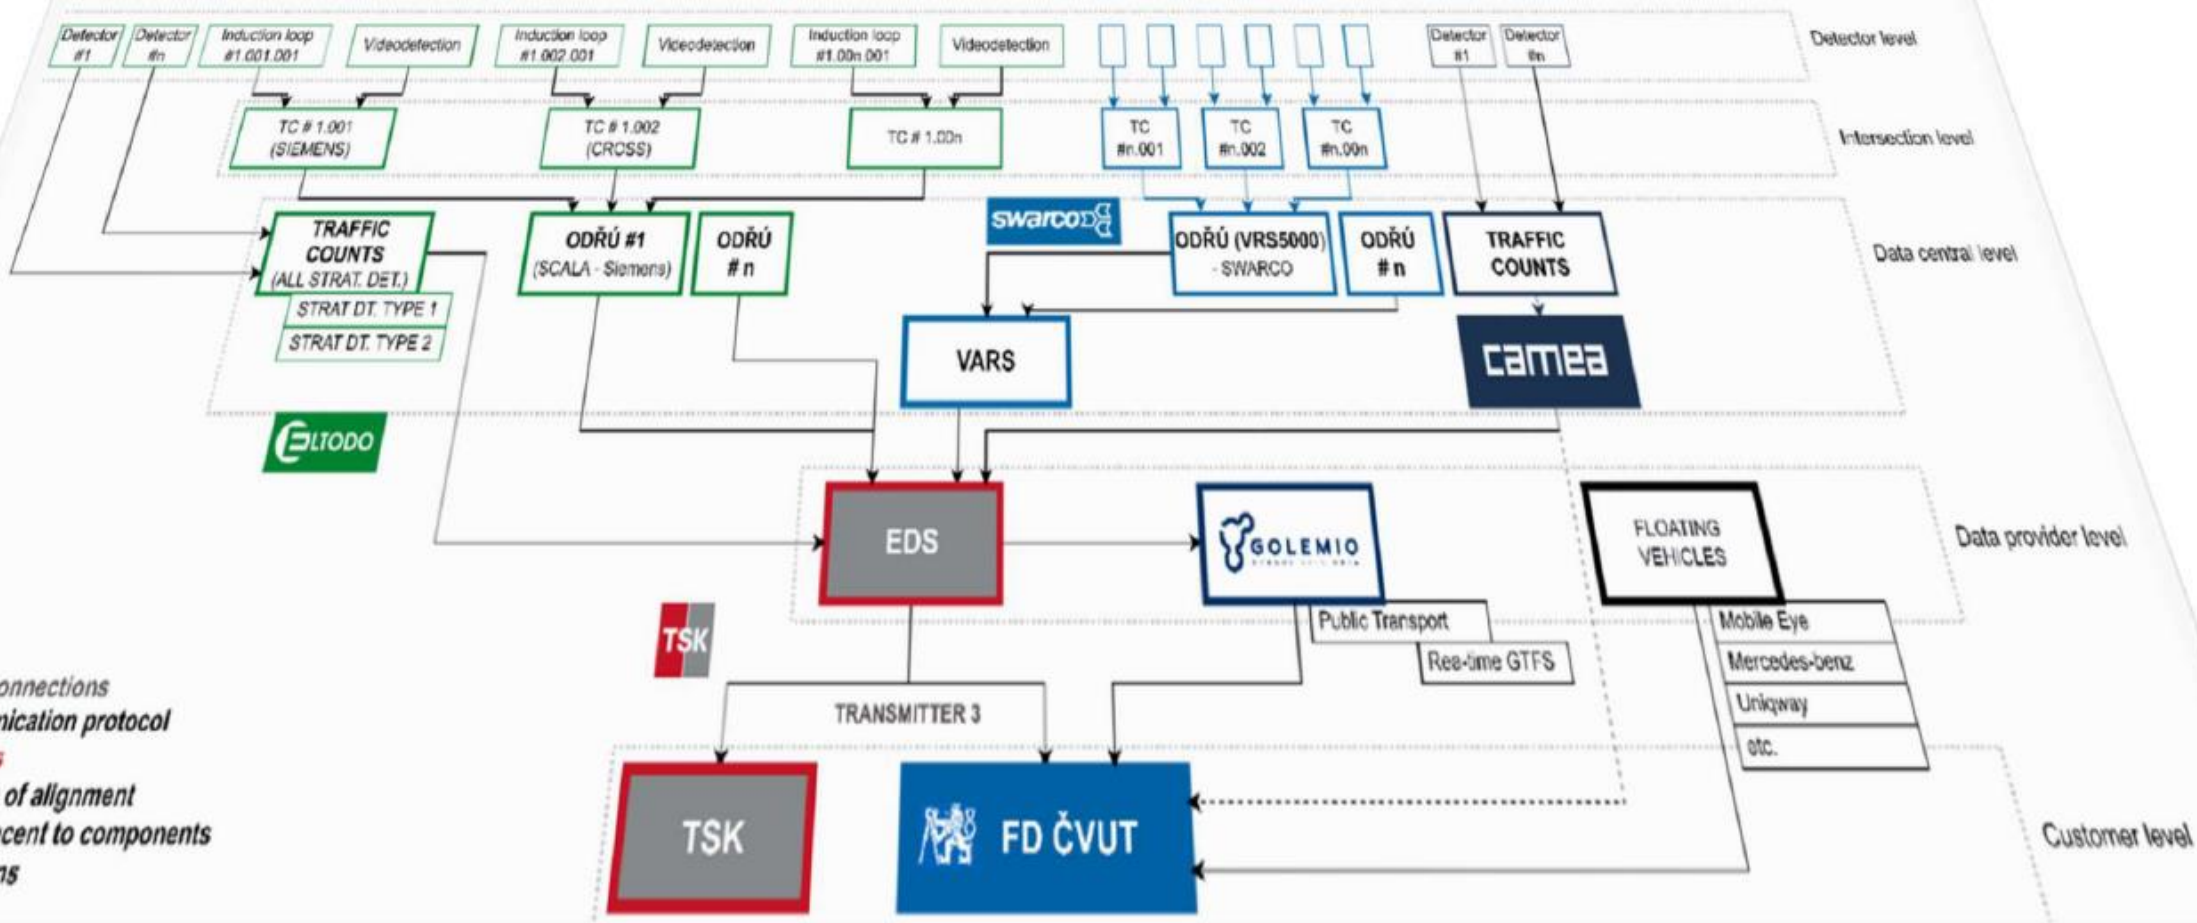 Detector
#1
Detector
#n
Induction loop
#1.001.001
Videodetection
Induction loop
#1.002.001
Videodetection
Induction loop
#1.00n.001
Videodetection
Detector
#1
Detector
#n
Detector level
TC # 1.001
(SIEMENS)
TC # 1.002
(CROSS)
TC # 1.00n
TC
#n.001
TC
#n.002
TC
#n.00n
Intersection level
TRAFFIC
COUNTS
(ALL STRAT. DET.)
STRAT DT. TYPE 1
STRAT DT. TYPE 2
ODŘÚ #1
(SCALA - Siemens)
ODŘÚ
# n
swarco
ODŘÚ (VRS5000)
- SWARCO
ODŘÚ
# n
TRAFFIC
COUNTS
Data central level
VARS
camea
ELTODO
EDS
GOLEMIO
FLOATING
VEHICLES
Data provider level
Public Transport
Rea-time GTFS
Mobile Eye
Mercedes-benz
Uniqway
etc.
TSK
TRANSMITTER 3
onnections
nication protocol
s
of alignment
cent to components
ns
TSK
FD ČVUT
Customer level